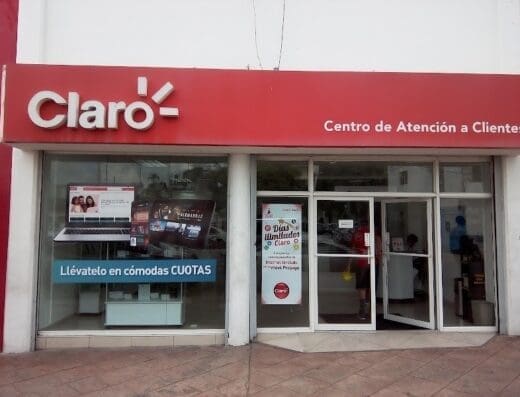 Claro
Centro de Atención a Clientes
Llévatelo en cómodas CUOTAS
Días
ilimitados
Claro
Claro